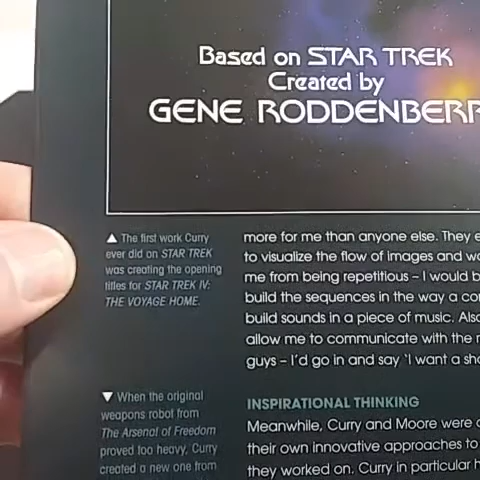 Based on STAR TREK
Created by
GENE RODDENBERR
▲ The first work Curry
ever did on STAR TREK
was creating the opening
titles for STAR TREK IV:
THE VOYAGE HOME.
more for me than anyone else. They e
to visualize the flow of images and wo
me from being repetitious – I would b
build the sequences in the way a co
build sounds in a piece of music. Als
allow me to communicate with the
guys – I'd go in and say 'I want a sh
▼ When the original
weapons robot from
The Arsenal of Freedom
proved too heavy, Curry
created a new one from
INSPIRATIONAL THINKING
Meanwhile, Curry and Moore were
their own innovative approaches to
they worked on. Curry in particular h